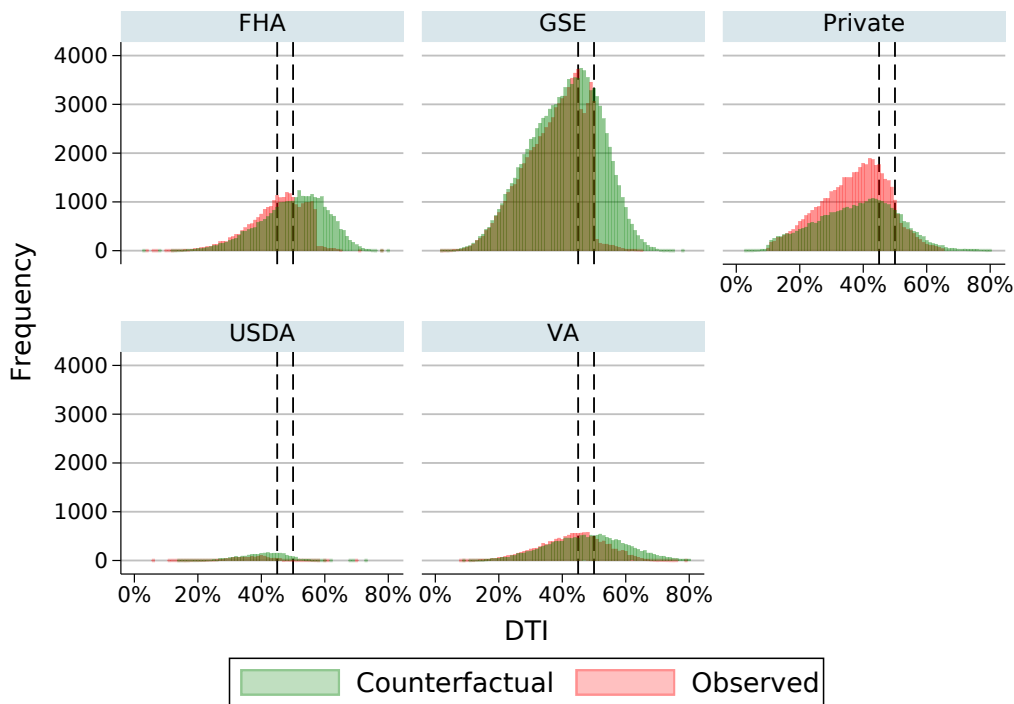 FHA GSE Private
4000
3000
2000
1000
0
0% 20% 40% 60% 80%
USDA VA
4000
3000
2000
1000
0
0% 20% 40% 60% 80% 0% 20% 40% 60% 80%
Frequency
DTI
Counterfactual Observed